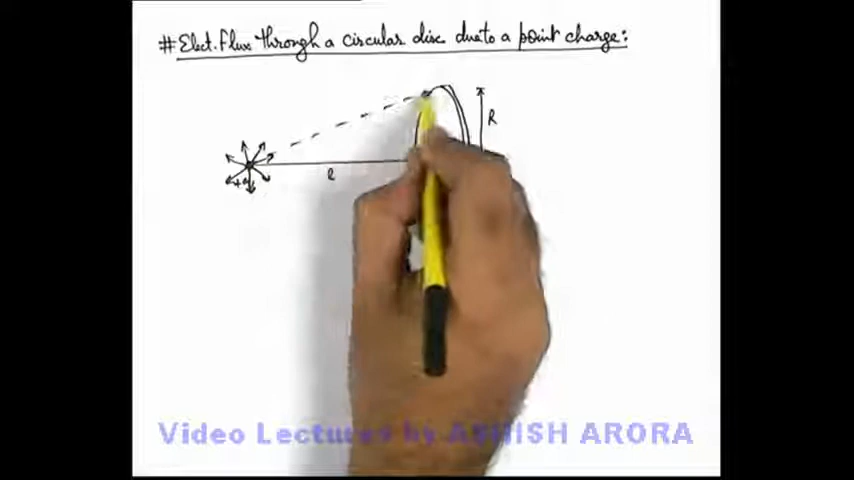 # Elect. Flux through a circular disc due to a point charge:
R
l
+q
Video Lectures by ASHISH ARORA